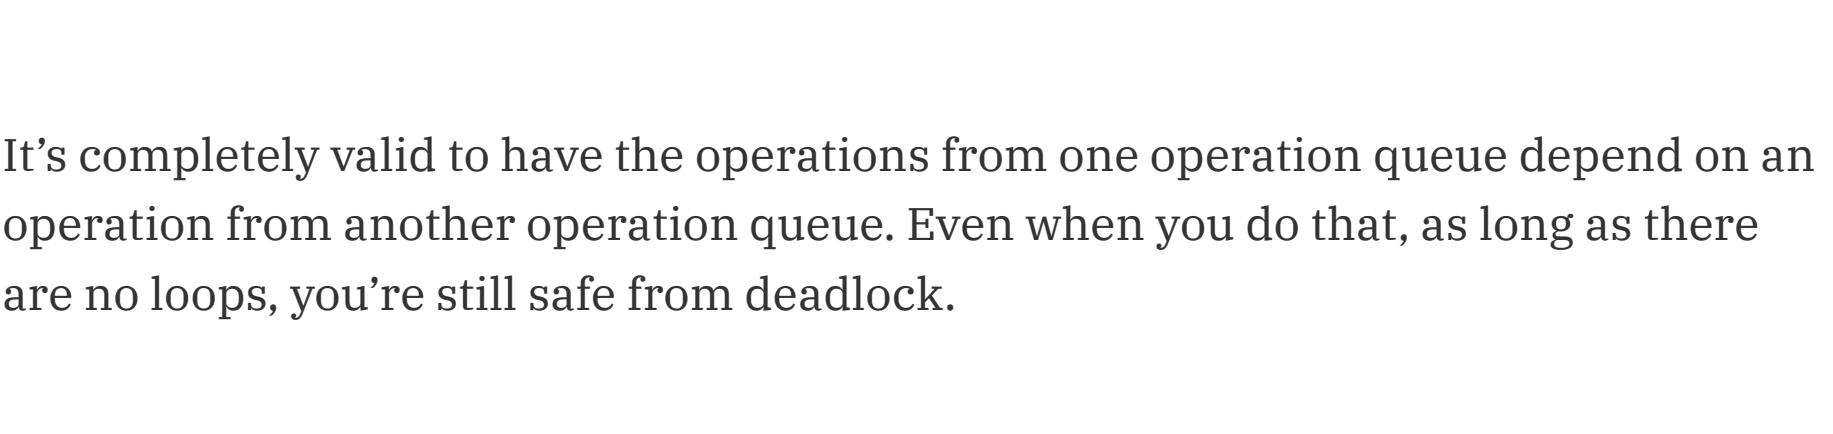 It’s completely valid to have the operations from one operation queue depend on an
operation from another operation queue. Even when you do that, as long as there
are no loops, you’re still safe from deadlock.